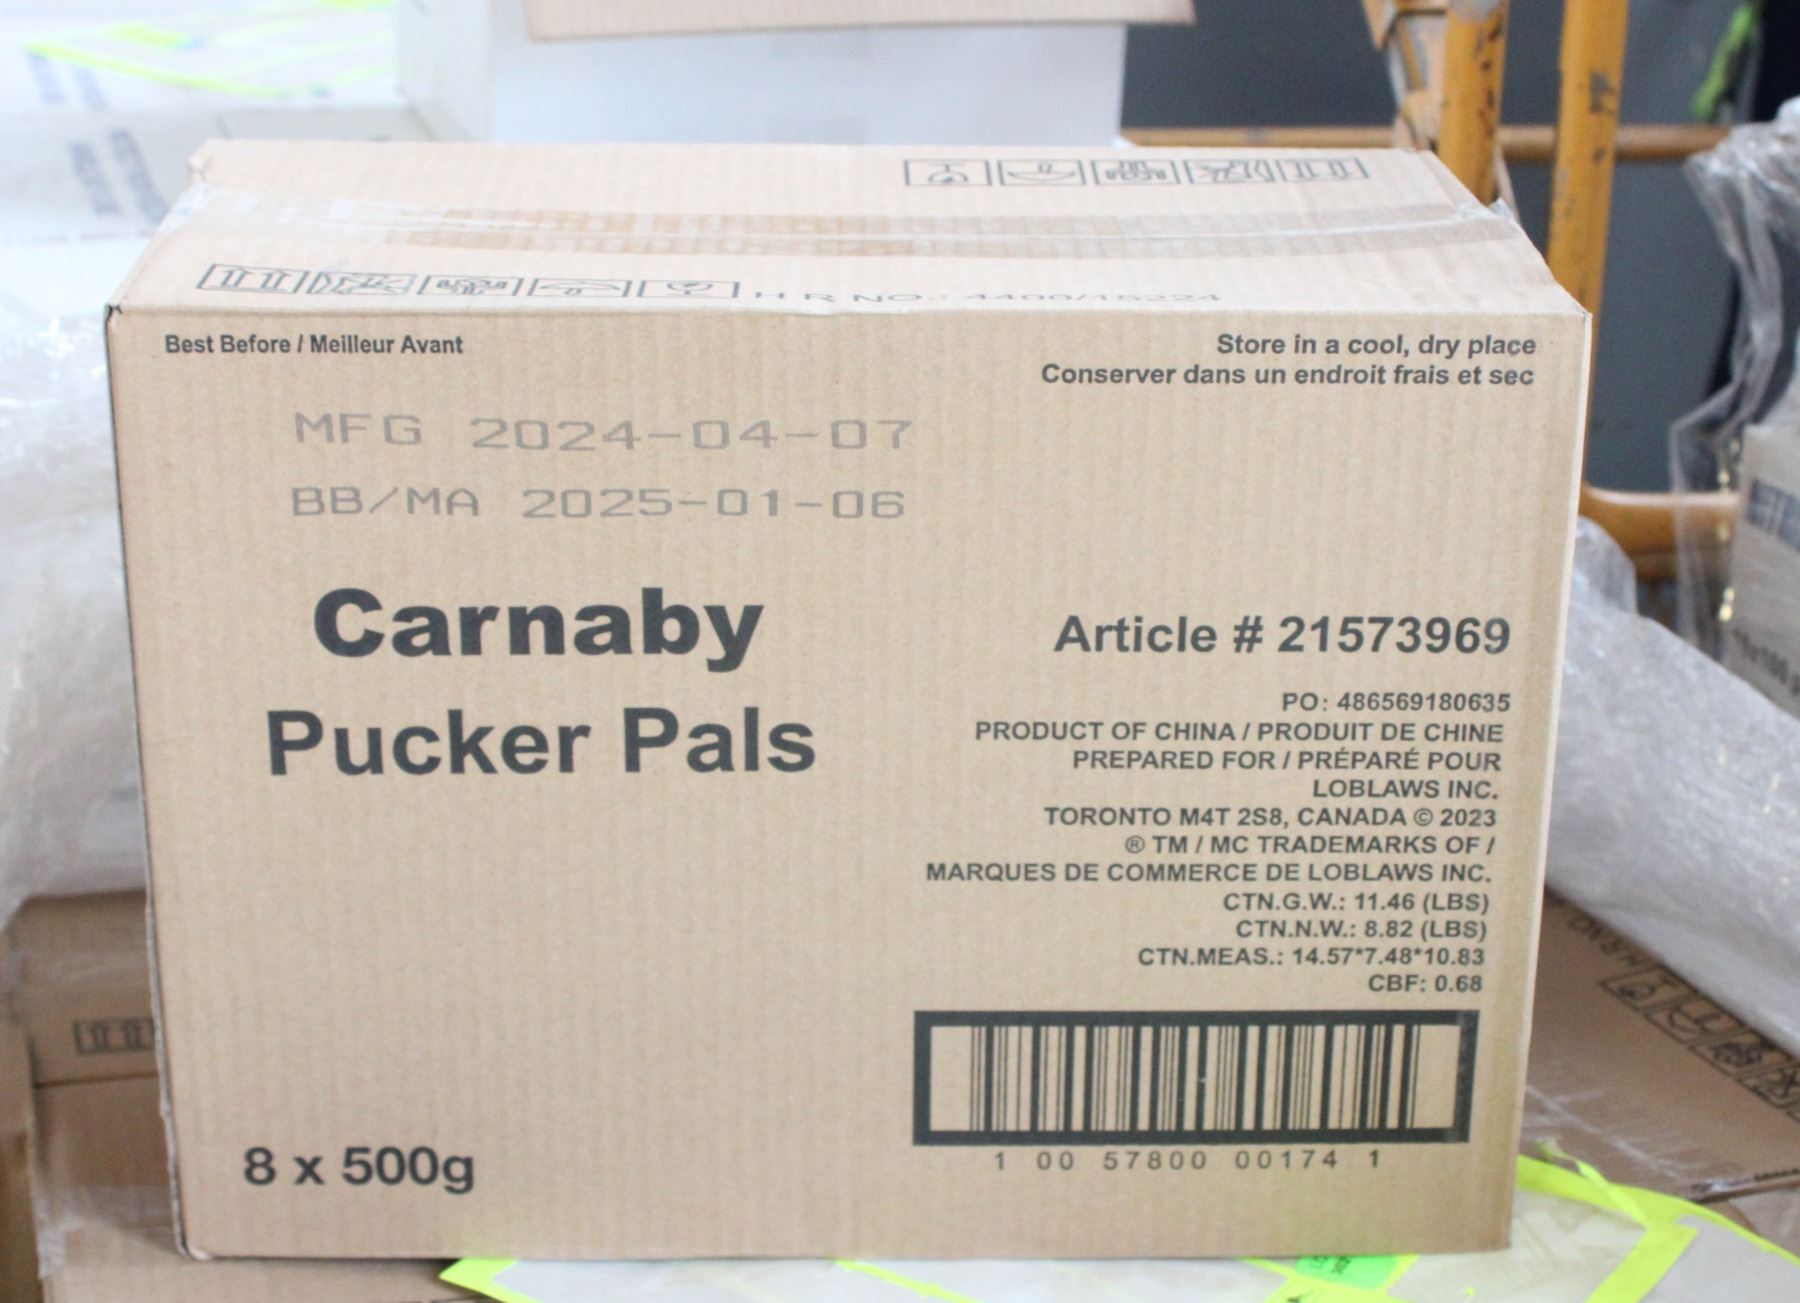 H R NO.: 4400/15224
Best Before / Meilleur Avant
Store in a cool, dry place
Conserver dans un endroit frais et sec
MFG 2024-04-07
BB/MA 2025-01-06
Carnaby
Pucker Pals
Article # 21573969
PO: 486569180635
PRODUCT OF CHINA / PRODUIT DE CHINE
PREPARED FOR / PRÉPARÉ POUR
LOBLAWS INC.
TORONTO M4T 2S8, CANADA © 2023
® TM / MC TRADEMARKS OF /
MARQUES DE COMMERCE DE LOBLAWS INC.
CTN.G.W.: 11.46 (LBS)
CTN.N.W.: 8.82 (LBS)
CTN.MEAS.: 14.57*7.48*10.83
CBF: 0.68
8 x 500g
1 00 57800 00174 1